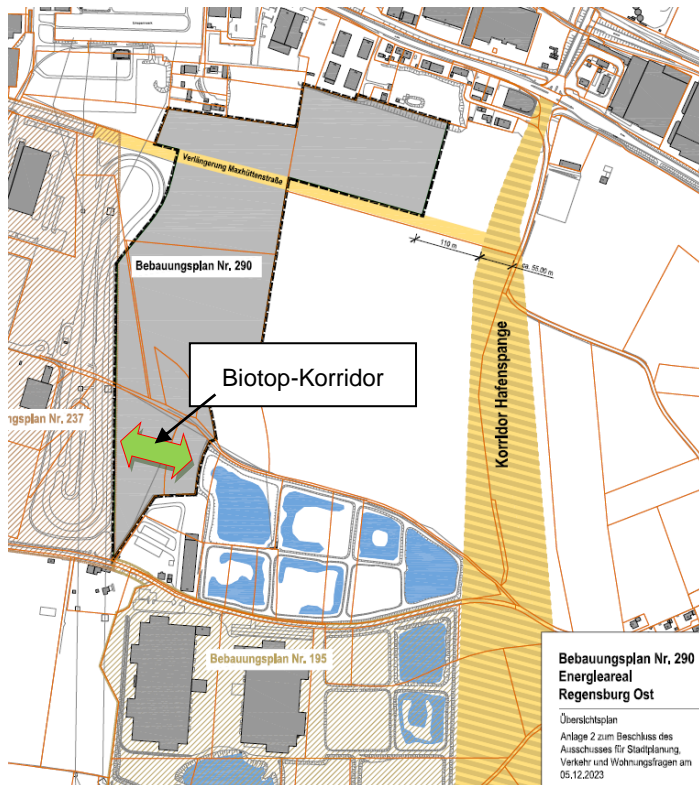 Verlängerung Maxhüttenstraße
110 m
ca. 55,00 m
Bebauungsplan Nr. 290
Korridor Hafenspange
Biotop-Korridor
ngsplan Nr. 237
Bebauungsplan Nr. 195
Bebauungsplan Nr. 290
Energieareal
Regensburg Ost
Übersichtsplan
Anlage 2 zum Beschluss des
Ausschusses für Stadtplanung,
Verkehr und Wohnungsfragen am
05.12.2023